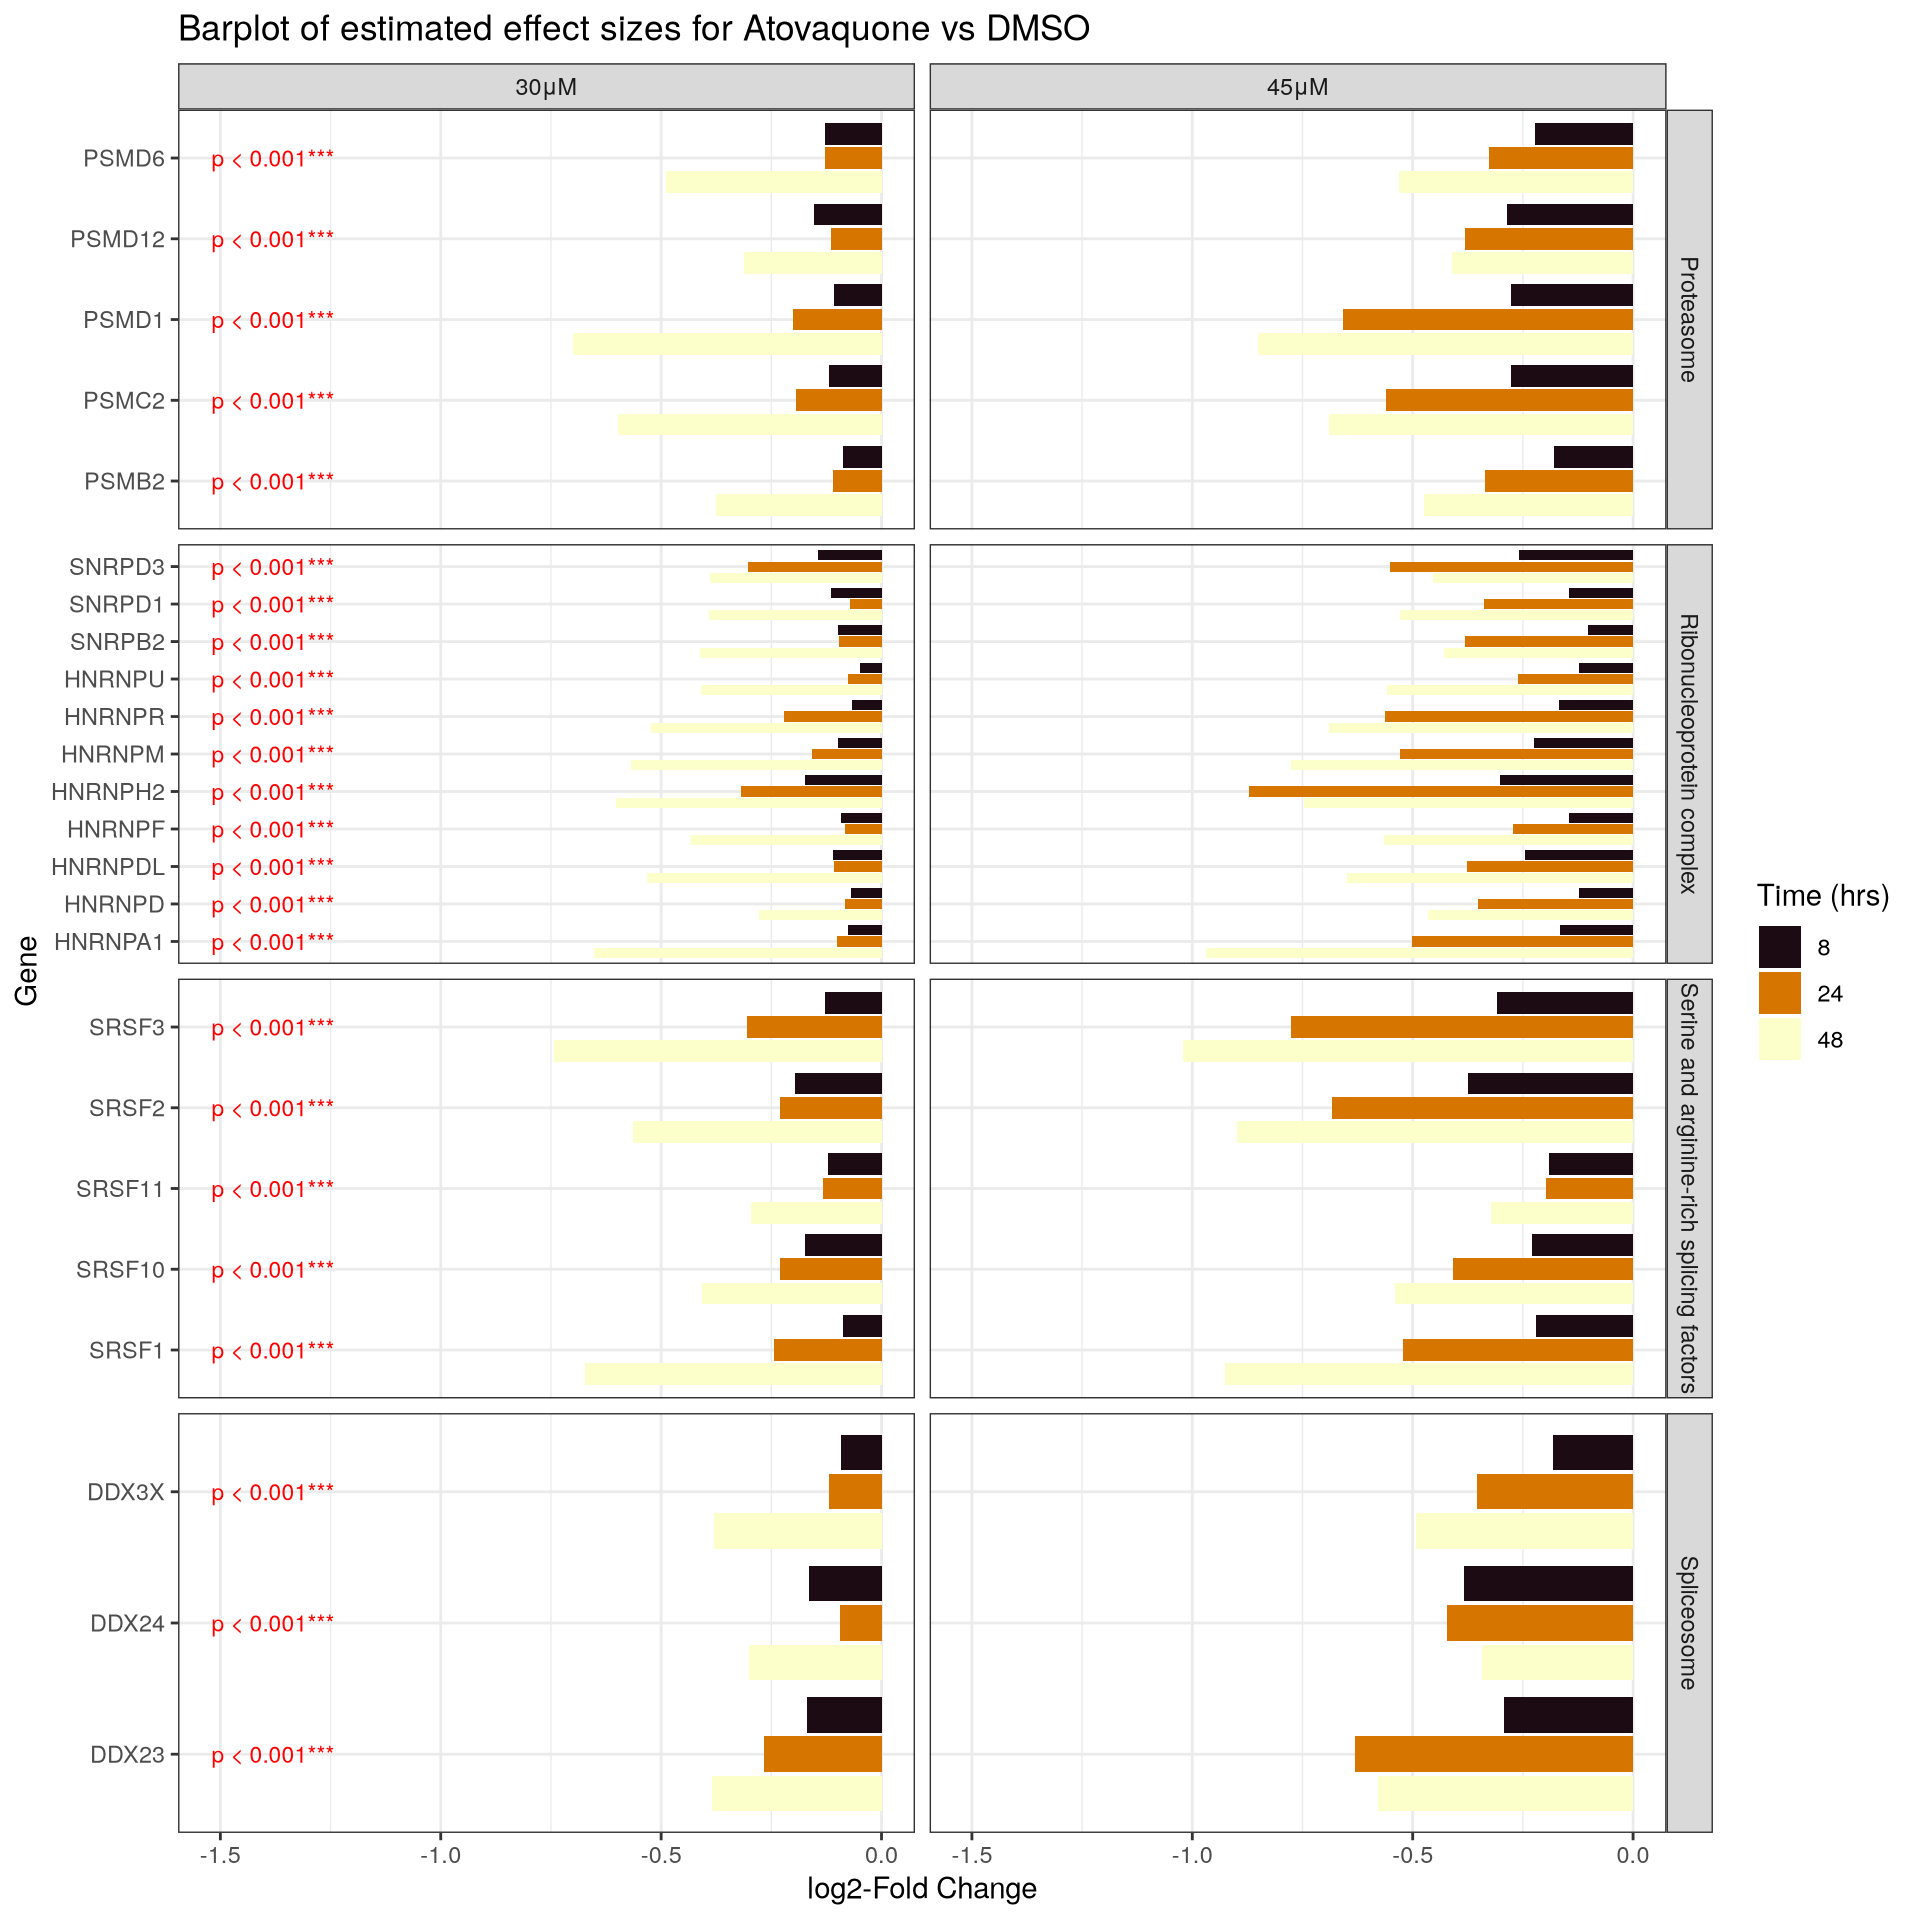 Barplot of estimated effect sizes for Atovaquone vs DMSO
30µM
45µM
PSMD6
p < 0.001***
PSMD12
p < 0.001***
PSMD1
p < 0.001***
PSMC2
p < 0.001***
PSMB2
p < 0.001***
Proteasome
SNRPD3
p < 0.001***
SNRPD1
p < 0.001***
SNRPB2
p < 0.001***
HNRNPU
p < 0.001***
HNRNPR
p < 0.001***
HNRNPM
p < 0.001***
HNRNPH2
p < 0.001***
HNRNPF
p < 0.001***
HNRNPDL
p < 0.001***
HNRNPD
p < 0.001***
HNRNPA1
p < 0.001***
Ribonucleoprotein complex
SRSF3
p < 0.001***
SRSF2
p < 0.001***
SRSF11
p < 0.001***
SRSF10
p < 0.001***
SRSF1
p < 0.001***
Serine and arginine-rich splicing factors
DDX3X
p < 0.001***
DDX24
p < 0.001***
DDX23
p < 0.001***
Spliceosome
-1.5 -1.0 -0.5 0.0
-1.5 -1.0 -0.5 0.0
log2-Fold Change
Gene
Time (hrs)
8
24
48